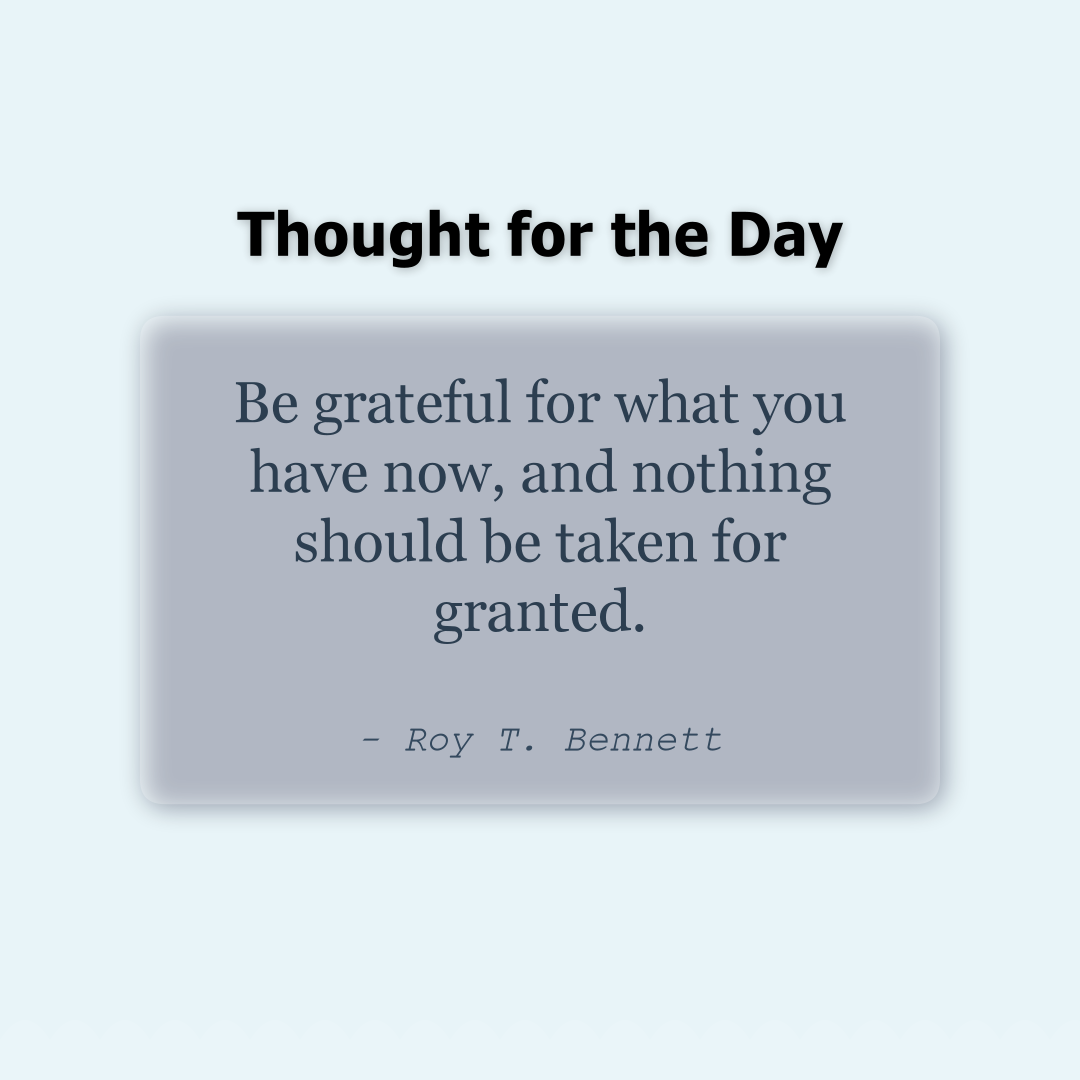 Thought for the Day
Be grateful for what you
have now, and nothing
should be taken for
granted.
– Roy T. Bennett